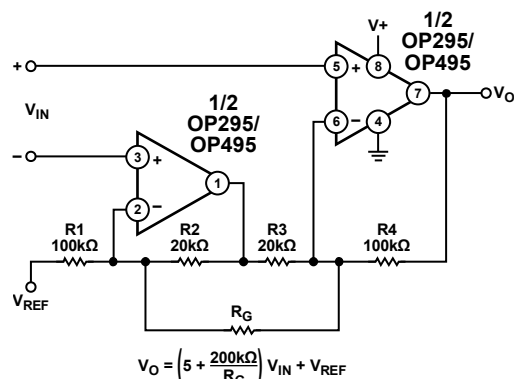 1/2
OP295/
OP495
V+
+
5
+
8
7
VO
6
−
4
VIN
1/2
OP295/
OP495
−
3
+
1
2
−
R1
100kΩ
R2
20kΩ
R3
20kΩ
R4
100kΩ
VREF
RG
VO = (5 + 200kΩ/RG) VIN + VREF